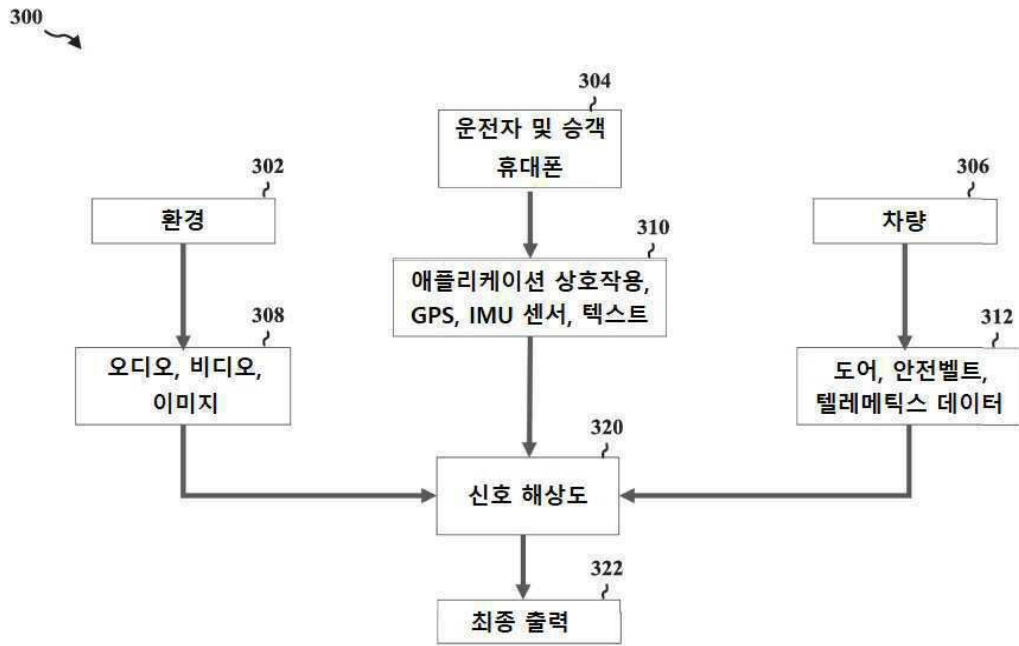 300
304
운전자 및 승객
휴대폰
302
환경
306
차량
310
애플리케이션 상호작용,
GPS, IMU 센서, 텍스트
308
오디오, 비디오,
이미지
312
도어, 안전벨트,
텔레메틱스 데이터
320
신호 해상도
322
최종 출력